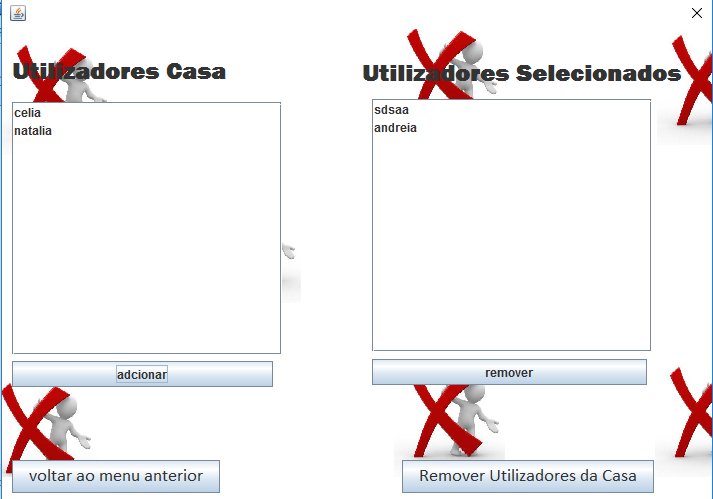 Utilizadores Casa
Utilizadores Selecionados
celia
natalia
sdsaa
andreia
adcionar
remover
voltar ao menu anterior
Remover Utilizadores da Casa